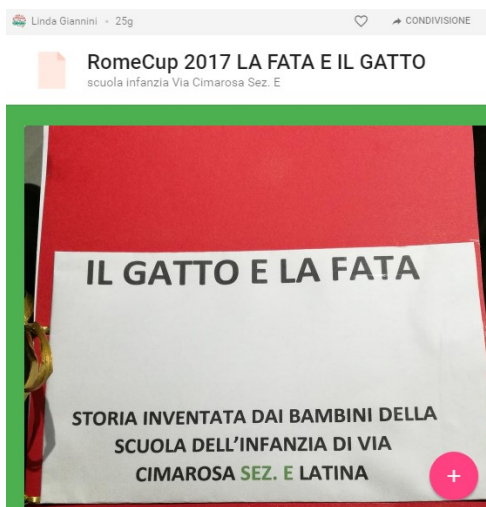 Linda Giannini • 25g
CONDIVISIONE
RomeCup 2017 LA FATA E IL GATTO
scuola infanzia Via Cimarosa Sez. E
IL GATTO E LA FATA
STORIA INVENTATA DAI BAMBINI DELLA
SCUOLA DELL’INFANZIA DI VIA
CIMAROSA SEZ. E LATINA
+